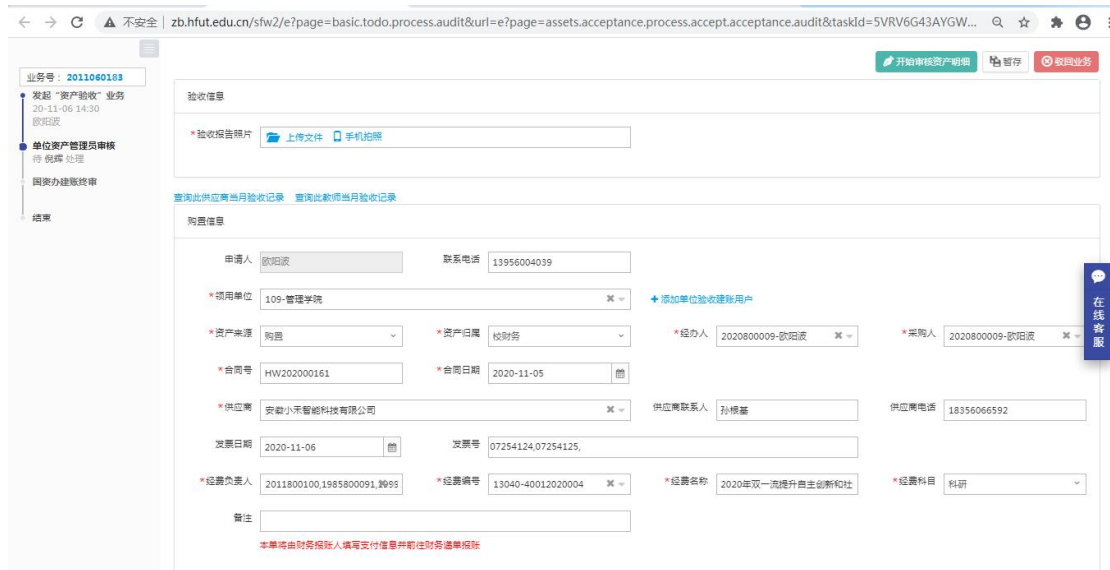 不安全 zb.hfut.edu.cn/sfw2/e?page=basic.todo.process.audit&url=e?page=assets.acceptance.process.accept.acceptance.audit&taskId=5VRV6G43AYGW...
开始审核资产明细 暂存 驳回业务
业务号：2011060183
发起“资产验收”业务
20-11-06 14:30
欧阳波
单位资产管理员审核
待 倪辉 处理
国资办建账终审
结束
验收信息
*验收报告照片 上传文件 手机拍照
查询此供应商当月验收记录 查询此教师当月验收记录
购置信息
申请人 欧阳波 联系电话 13956004039
*领用单位 109-管理学院 +添加单位验收建账用户
*资产来源 购置 *资产归属 校财务 *经办人 2020800009-欧阳波 *采购人 2020800009-欧阳波
*合同号 HW202000161 *合同日期 2020-11-05
*供应商 安徽小禾智能科技有限公司 供应商联系人 孙根基 供应商电话 18356066592
发票日期 2020-11-06 发票号 07254124,07254125,
*经费负责人 2011800100,1985800091, *经费编号 13040-40012020004 *经费名称 2020年双一流提升自主创新和社 *经费科目 科研
备注
本单将由财务报账人填写支付信息并前往财务递单报账
在线客服